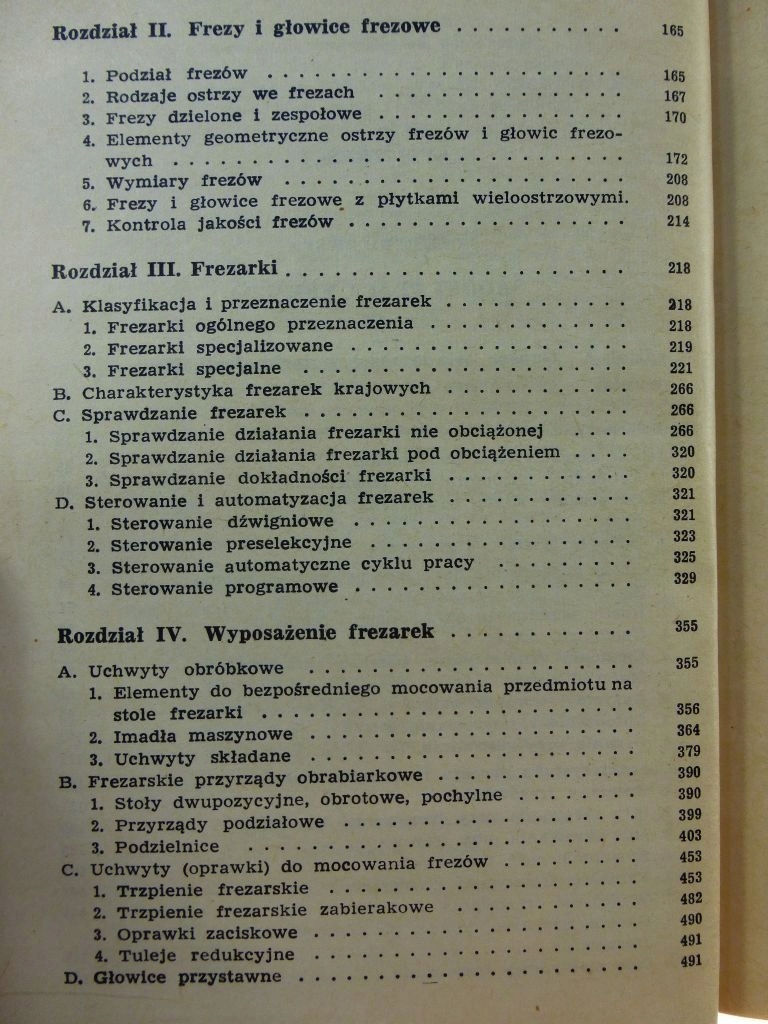 Rozdział II. Frezy i głowice frezowe . . . . . . . . . . . 165
1. Podział frezów . . . . . . . . . . . . . . . . . . . . . . 165
2. Rodzaje ostrzy we frezach . . . . . . . . . . . . . . . 167
3. Frezy dzielone i zespołowe . . . . . . . . . . . . . . . 170
4. Elementy geometryczne ostrzy frezów i głowic frezo-
wych . . . . . . . . . . . . . . . . . . . . . . . . . . . . 172
5. Wymiary frezów . . . . . . . . . . . . . . . . . . . . . 208
6. Frezy i głowice frezowe z płytkami wieloostrzowymi. 208
7. Kontrola jakości frezów . . . . . . . . . . . . . . . . . 214
Rozdział III. Frezarki . . . . . . . . . . . . . . . . . . . . . 218
A. Klasyfikacja i przeznaczenie frezarek . . . . . . . . . . . 218
1. Frezarki ogólnego przeznaczenia . . . . . . . . . . . . 218
2. Frezarki specjalizowane . . . . . . . . . . . . . . . . . 219
3. Frezarki specjalne . . . . . . . . . . . . . . . . . . . . 221
B. Charakterystyka frezarek krajowych . . . . . . . . . . . 266
C. Sprawdzanie frezarek . . . . . . . . . . . . . . . . . . . . 266
1. Sprawdzanie działania frezarki nie obciążonej . . . . 266
2. Sprawdzanie działania frezarki pod obciążeniem . . . . 320
3. Sprawdzanie dokładności frezarki . . . . . . . . . . . 320
D. Sterowanie i automatyzacja frezarek . . . . . . . . . . . 321
1. Sterowanie dźwigniowe . . . . . . . . . . . . . . . . . 321
2. Sterowanie preselekcyjne . . . . . . . . . . . . . . . . 323
3. Sterowanie automatyczne cyklu pracy . . . . . . . . . 325
4. Sterowanie programowe . . . . . . . . . . . . . . . . . 329
Rozdział IV. Wyposażenie frezarek . . . . . . . . . . . . 355
A. Uchwyty obróbkowe . . . . . . . . . . . . . . . . . . . . 355
1. Elementy do bezpośredniego mocowania przedmiotu na
stole frezarki . . . . . . . . . . . . . . . . . . . . . . . 356
2. Imadła maszynowe . . . . . . . . . . . . . . . . . . . . 364
3. Uchwyty składane . . . . . . . . . . . . . . . . . . . . 379
B. Frezarskie przyrządy obrabiarkowe . . . . . . . . . . . . 390
1. Stoły dwupozycyjne, obrotowe, pochylne . . . . . . . . 390
2. Przyrządy podziałowe . . . . . . . . . . . . . . . . . . 399
3. Podzielnice . . . . . . . . . . . . . . . . . . . . . . . . 403
C. Uchwyty (oprawki) do mocowania frezów . . . . . . . . . 453
1. Trzpienie frezarskie . . . . . . . . . . . . . . . . . . . 453
2. Trzpienie frezarskie zabierakowe . . . . . . . . . . . 482
3. Oprawki zaciskowe . . . . . . . . . . . . . . . . . . . . 490
4. Tuleje redukcyjne . . . . . . . . . . . . . . . . . . . . 491
D. Głowice przystawne . . . . . . . . . . . . . . . . . . . . 491